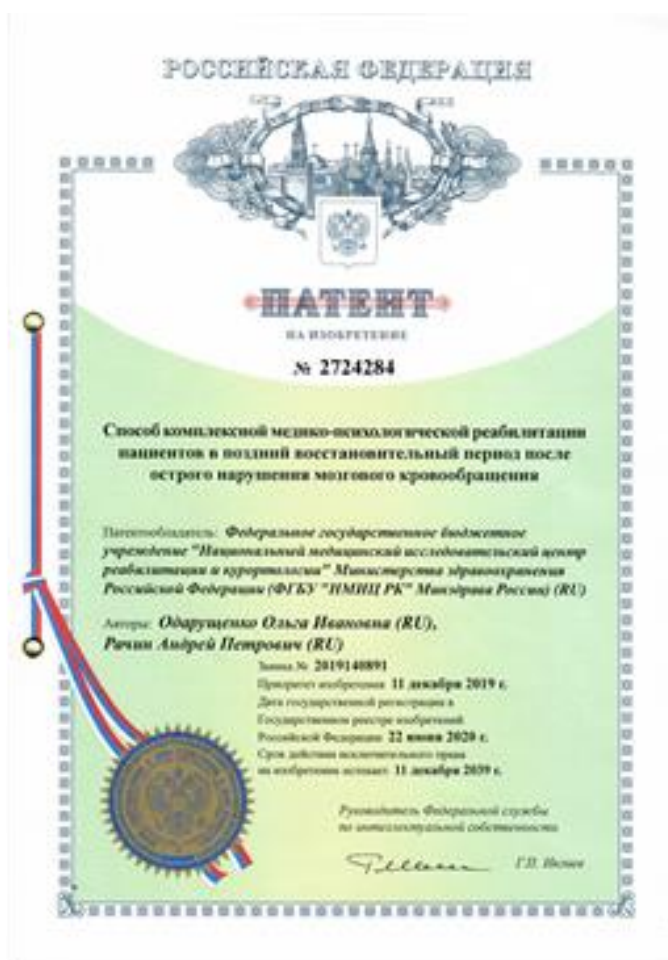 РОССИЙСКАЯ ФЕДЕРАЦИЯ
ПАТЕНТ
НА ИЗОБРЕТЕНИЕ
№ 2724284
Способ комплексной медико-психологической реабилитации
пациентов в поздний восстановительный период после
острого нарушения мозгового кровообращения
Патентообладатель: Федеральное государственное бюджетное
учреждение "Национальный медицинский исследовательский центр
реабилитации и курортологии" Министерства здравоохранения
Российской Федерации (ФГБУ "НМИЦ РК" Минздрава России) (RU)
Авторы: Одарущенко Ольга Ивановна (RU),
Рачин Андрей Петрович (RU)
Заявка № 2019140891
Приоритет изобретения 11 декабря 2019 г.
Дата государственной регистрации в
Государственном реестре изобретений
Российской Федерации 22 июня 2020 г.
Срок действия исключительного права
на изобретение истекает 11 декабря 2039 г.
Руководитель Федеральной службы
по интеллектуальной собственности
Г.П. Ивлиев